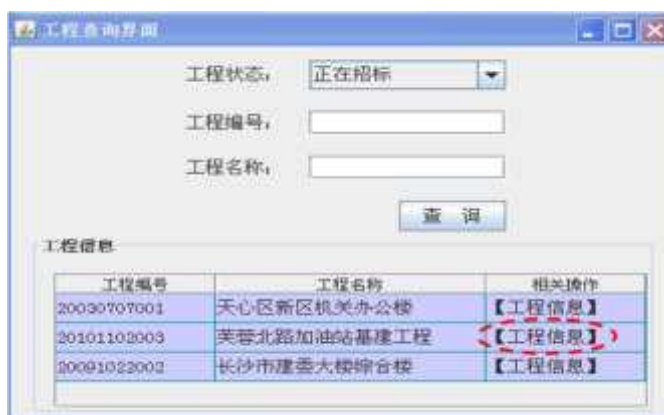 工程查询界面
工程状态： 正在招标
工程编号：
工程名称：
查 询
工程信息
工程编号 工程名称 相关操作
20030707001 天心区新区机关办公楼 【工程信息】
20101102003 芙蓉北路加油站基建工程 【工程信息】
20091022002 长沙市建委大楼综合楼 【工程信息】